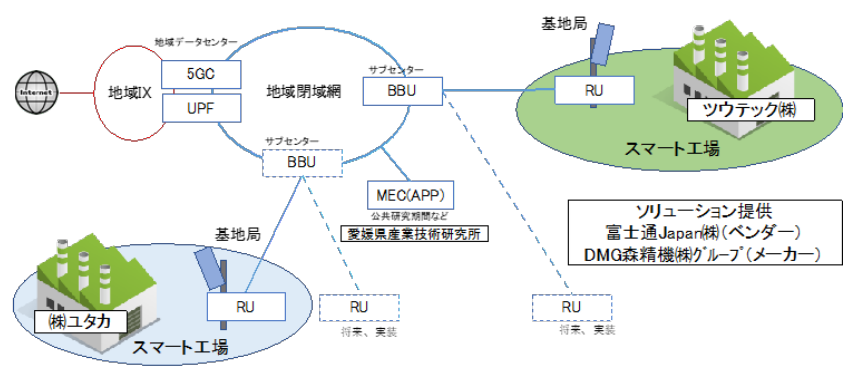 基地局
地域データセンター
サブセンター
Internet
地域IX
5GC
UPF
地域閉域網
BBU
RU
ツウテック㈱
スマート工場
サブセンター
BBU
MEC(APP)
公共研究期間など
愛媛県産業技術研究所
ソリューション提供
富士通Japan㈱(ベンダー)
DMG森精機㈱グループ(メーカー)
基地局
RU
㈱ユタカ
スマート工場
RU
将来、実装
RU
将来、実装